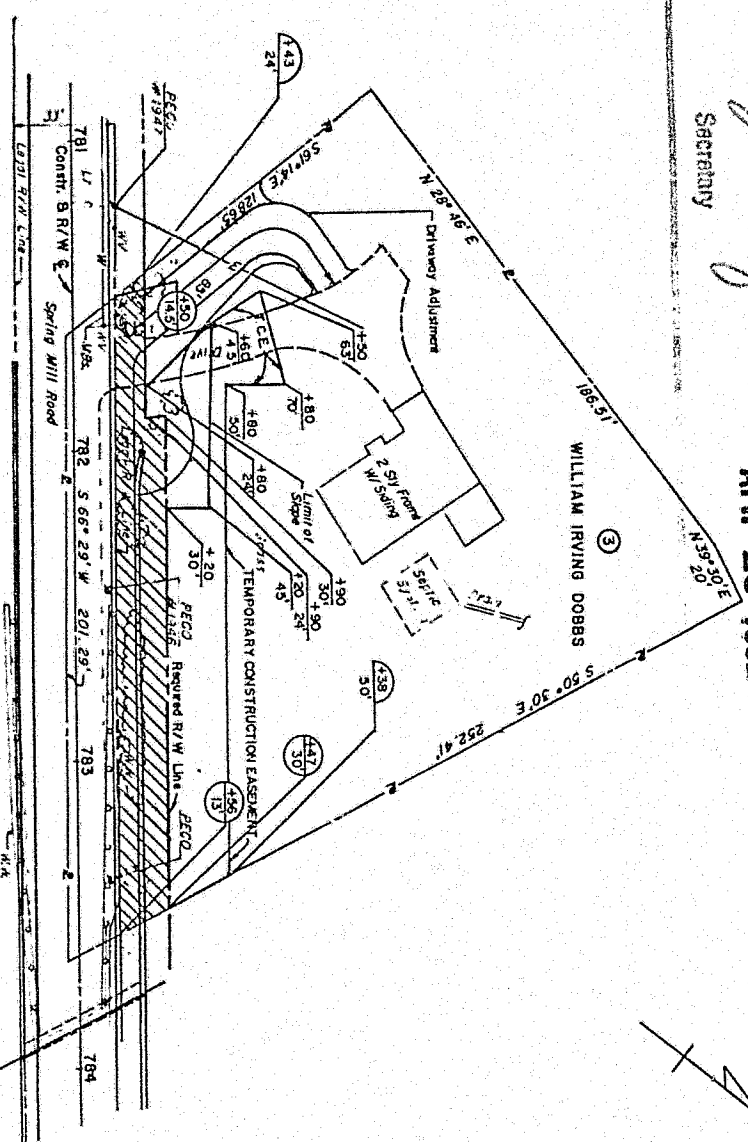 Secretary
+43
24'
PECO
# 1947
781
Constr. & R/W ℄
Legal R/W Line
Spring Mill Road
S 61° 14' E
128.65'
N 28° 46' E
186.51'
N 39° 30' E
20'
Driveway Adjustment
WILLIAM IRVING DOBBS
3
+50
14.5'
85'
T.C.E.
+60
45'
Drive
+50
63'
+80
70'
+80
50'
+80
24'
Limit of
Slope
2 Sty Frame
W/ Siding
Septic
Syst.
+90
30'
+90
24'
+20
45'
+20
30'
TEMPORARY CONSTRUCTION EASEMENT
782
S 66° 29' W 201.29'
PECO
Required R/W Line
PECO
+38
50'
+47
30'
+56
13'
S 50° 30' E
252.41'
783
784